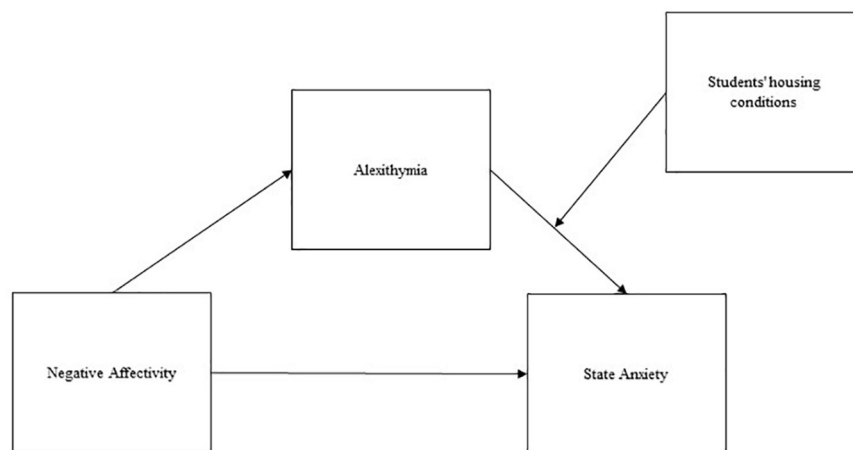 Students' housing
conditions
Alexithymia
Negative Affectivity
State Anxiety